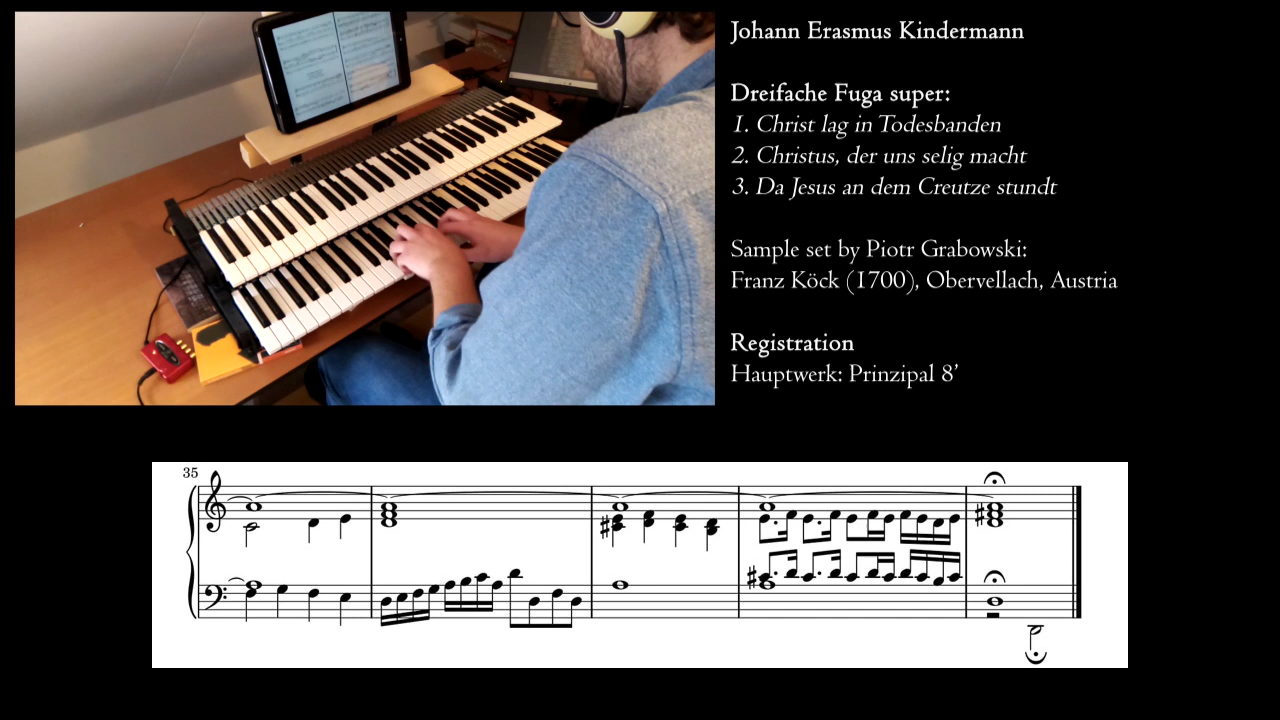 Johann Erasmus Kindermann
Dreifache Fuga super:
1. Christ lag in Todesbanden
2. Christus, der uns selig macht
3. Da Jesus an dem Creutze stundt
Sample set by Piotr Grabowski:
Franz Köck (1700), Obervellach, Austria
Registration
Hauptwerk: Prinzipal 8’
35